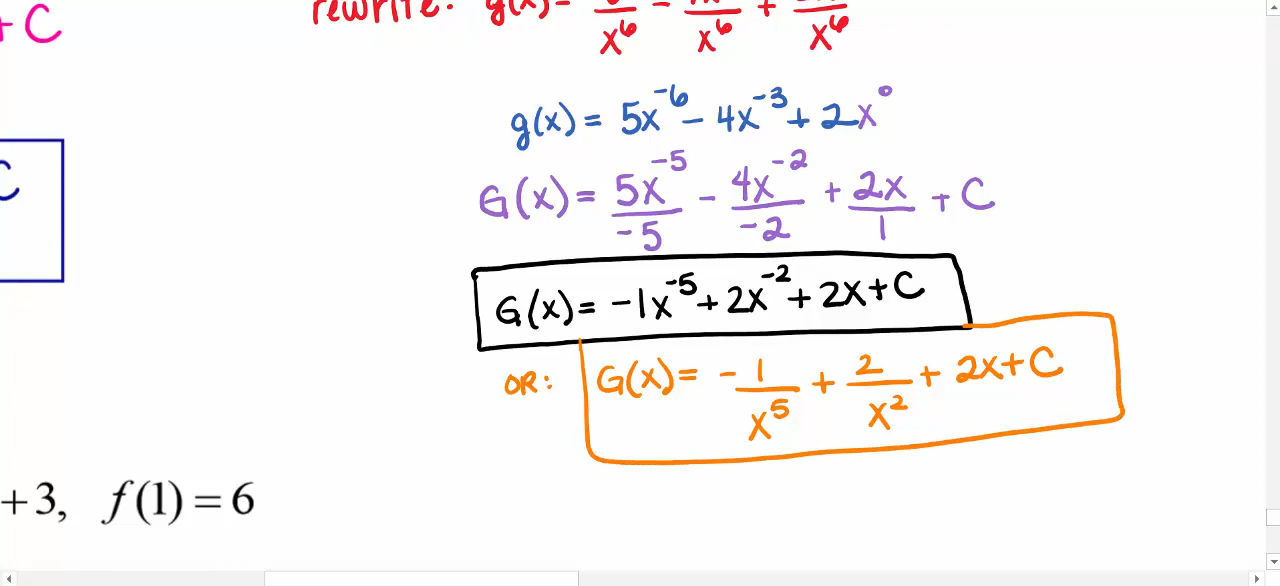 + C
rewrite: g(x) = /x⁶ - /x⁶ + /x⁶
g(x) = 5x⁻⁶ - 4x⁻³ + 2x⁰
C
G(x) = 5x⁻⁵/-5 - 4x⁻²/-2 + 2x/1 + C
G(x) = -1x⁻⁵ + 2x⁻² + 2x + C
OR: G(x) = - 1/x⁵ + 2/x² + 2x + C
+ 3, f(1) = 6